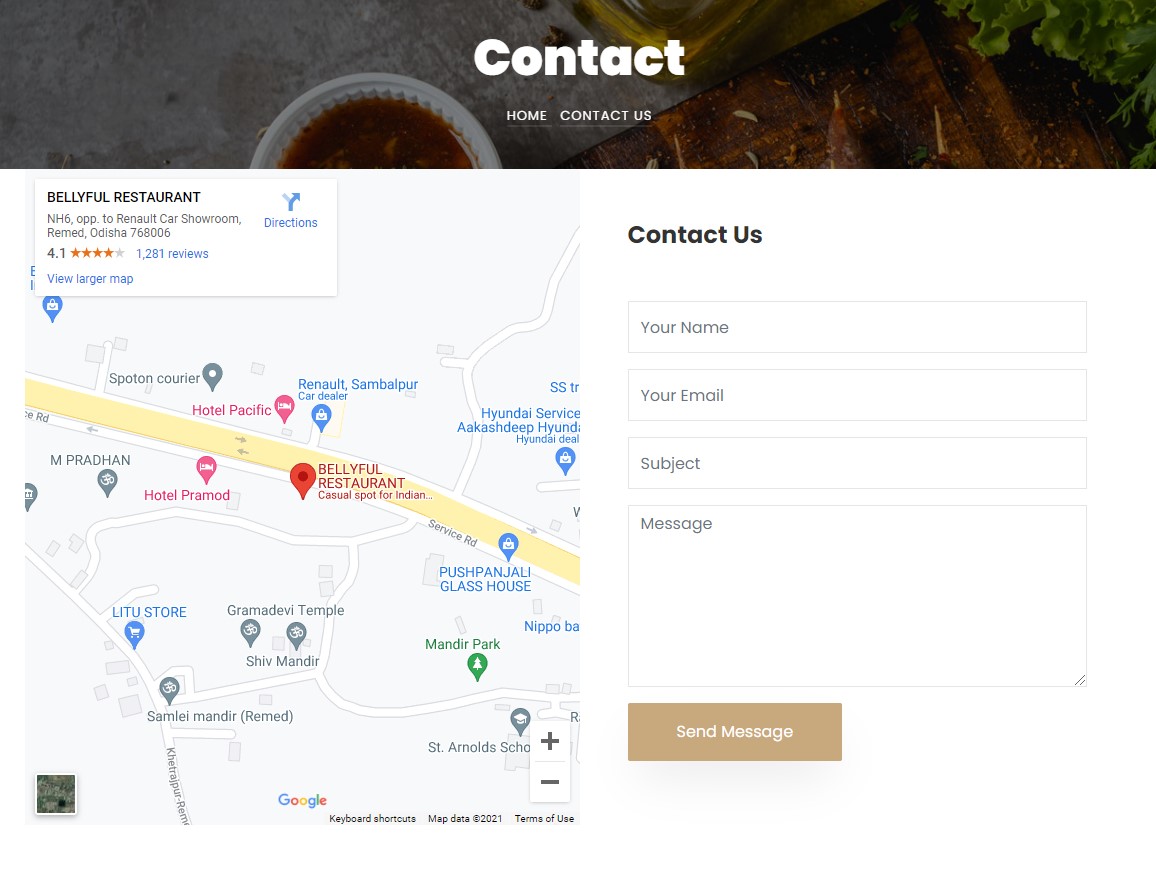 Contact
HOME CONTACT US
BELLYFUL RESTAURANT
NH6, opp. to Renault Car Showroom,
Remed, Odisha 768006
Directions
4.1 1,281 reviews
View larger map
Spoton courier
Renault, Sambalpur
Car dealer
Hotel Pacific
SS tr
Hyundai Service
Aakashdeep Hyunda
Hyundai deal
ce Rd
M PRADHAN
Hotel Pramod
BELLYFUL
RESTAURANT
Casual spot for Indian...
Service Rd
PUSHPANJALI
GLASS HOUSE
LITU STORE
Gramadevi Temple
Nippo ba
Shiv Mandir
Mandir Park
Samlei mandir (Remed)
St. Arnolds Scho
Khetrajpur-Reme
Google
Keyboard shortcuts Map data ©2021 Terms of Use
Contact Us
Your Name
Your Email
Subject
Message
Send Message